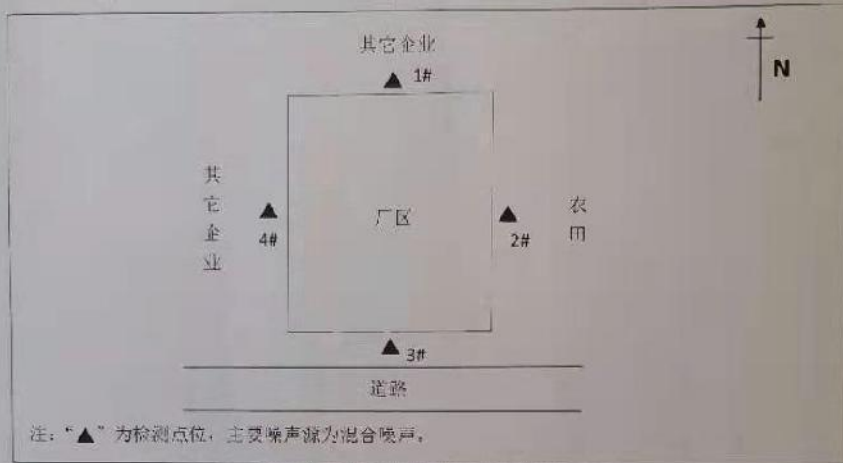 其它企业
▲ 1#
N
其它企业
▲
4#
厂区
▲
2#
农田
▲ 3#
道路
注：“▲”为检测点位，主要噪声源为混合噪声。